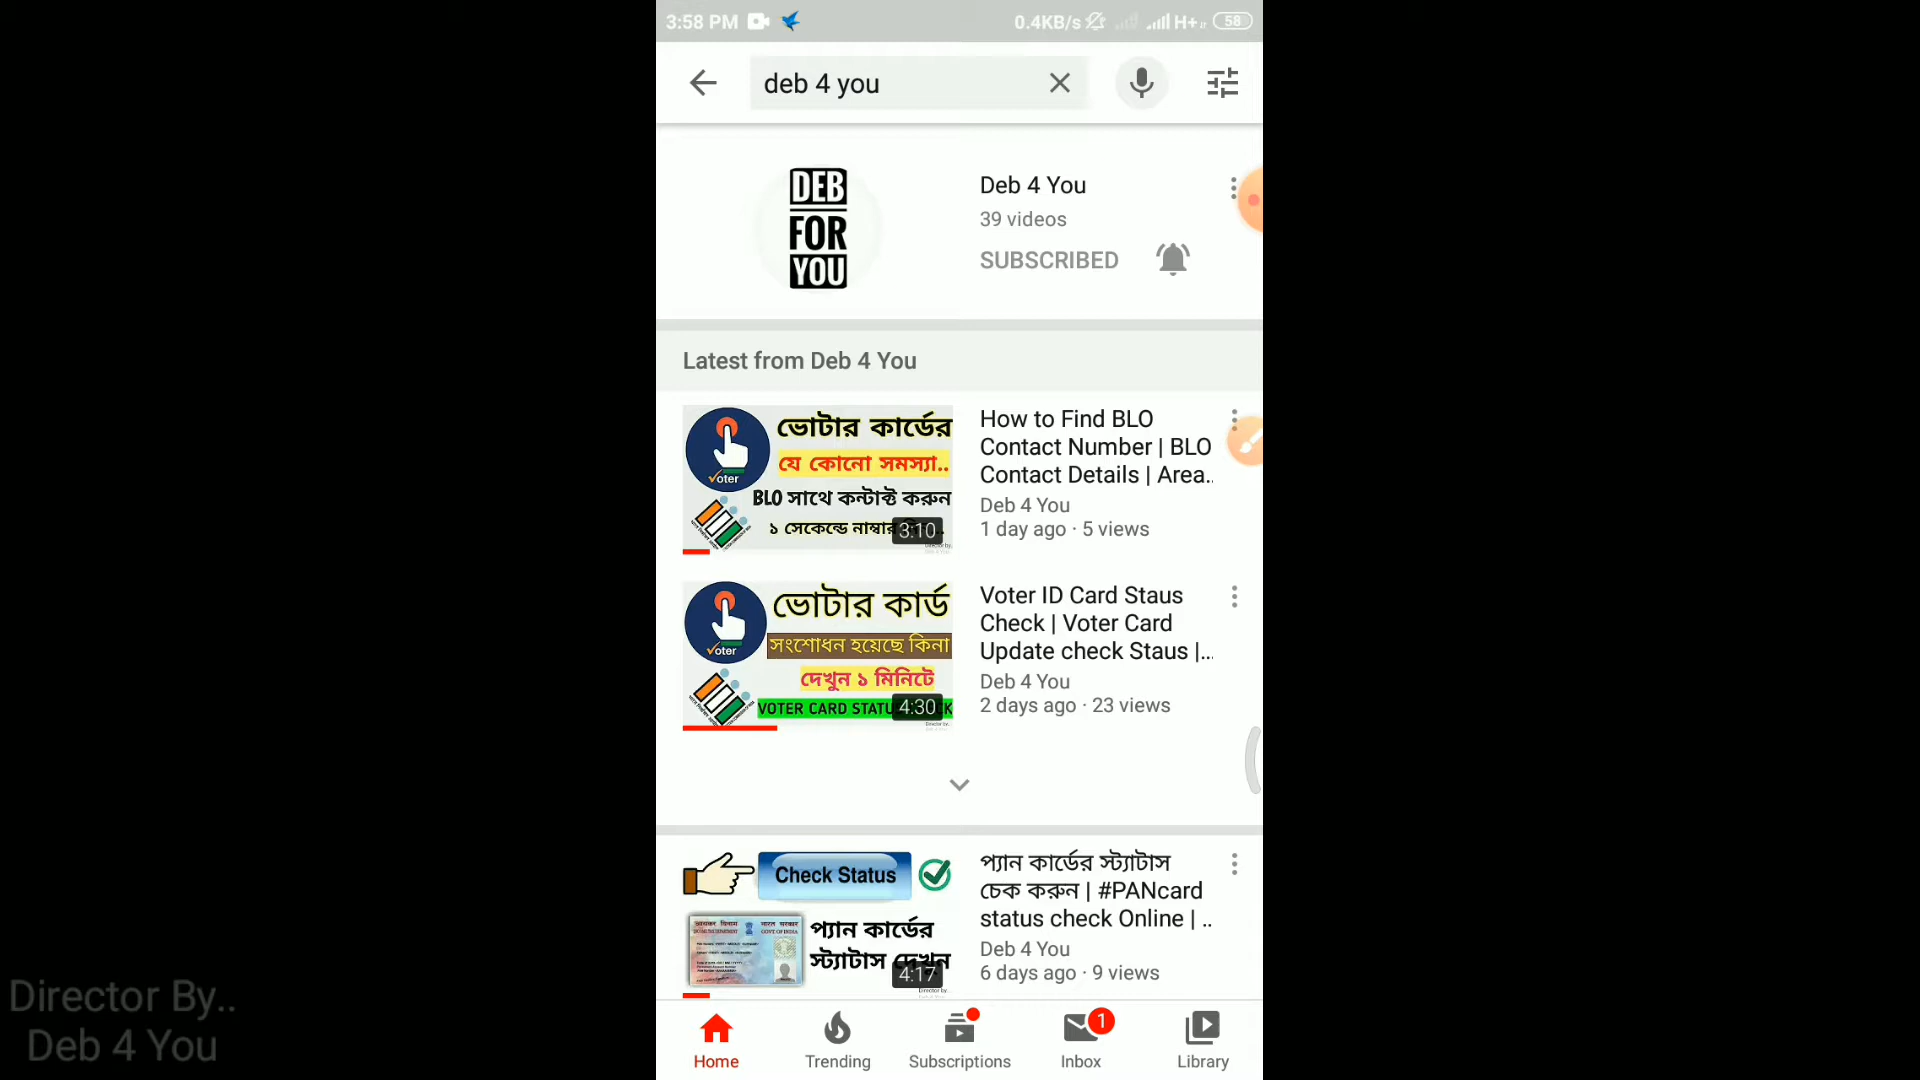 3:58 PM
0.4KB/s H+ 58
deb 4 you
DEB
FOR
YOU
Deb 4 You
39 videos
SUBSCRIBED
Latest from Deb 4 You
ভোটার কার্ডের
যে কোনো সমস্যা..
BLO সাথে কন্টাক্ট করুন
১ সেকেন্ডে নাম্বার
Voter
3:10
How to Find BLO
Contact Number | BLO
Contact Details | Area..
Deb 4 You
1 day ago · 5 views
ভোটার কার্ড
সংশোধন হয়েছে কিনা
দেখুন ১ মিনিটে
Voter
VOTER CARD
4:30
Voter ID Card Staus
Check | Voter Card
Update check Staus |...
Deb 4 You
2 days ago · 23 views
Check Status
প্যান কার্ডের
স্ট্যাটাস দেখুন
4:17
প্যান কার্ডের স্ট্যাটাস
চেক করুন | #PANcard
status check Online | ..
Deb 4 You
6 days ago · 9 views
Home
Trending
Subscriptions
1
Inbox
Library
Director By..
Deb 4 You